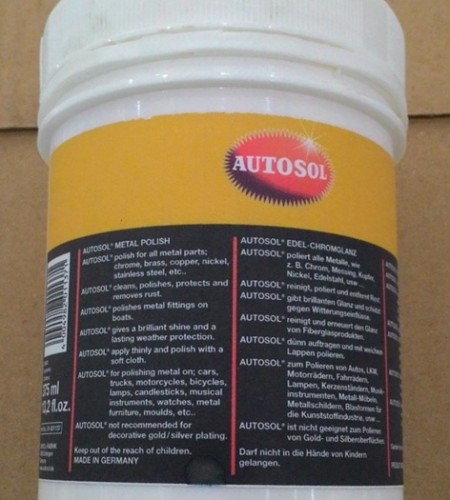 AUTOSOL
AUTOSOL® METAL POLISH
AUTOSOL® polish for all metal parts;
chrome, brass, copper, nickel,
stainless steel, etc..
AUTOSOL® cleans, polishes, protects and
removes rust.
AUTOSOL® polishes metal fittings on
boats.
AUTOSOL® gives a brilliant shine and a
lasting weather protection.
AUTOSOL® apply thinly and polish with a
soft cloth.
AUTOSOL® for polishing metal on; cars,
trucks, motorcycles, bicycles,
lamps, candlesticks, musical
instruments, watches, metal
furniture, moulds, etc..
AUTOSOL® not recommended for
decorative gold / silver plating.
Keep out of the reach of children.
MADE IN GERMANY
AUTOSOL® EDEL-CHROMGLANZ
AUTOSOL® poliert alle Metalle, wie
z. B. Chrom, Messing, Kupfer,
Nickel, Edelstahl, usw ...
AUTOSOL® reinigt, poliert und entfernt Rost.
AUTOSOL® gibt brillanten Glanz und schützt
gegen Witterungseinflüsse.
AUTOSOL® reinigt und erneuert den Glanz
von Fiberglasprodukten.
AUTOSOL® dünn auftragen und mit weichem
Lappen polieren.
AUTOSOL® zum Polieren von Autos, LKW,
Motorrädern, Fahrrädern,
Lampen, Kerzenständern, Musik-
instrumenten, Metall-Möbeln,
Metallschildern, Blasformen für
die Kunststoffindustrie, usw ...
AUTOSOL® ist nicht geeignet zum Polieren
von Gold- und Silberoberflächen.
Darf nicht in die Hände von Kindern
gelangen.
75 ml
fl.oz.